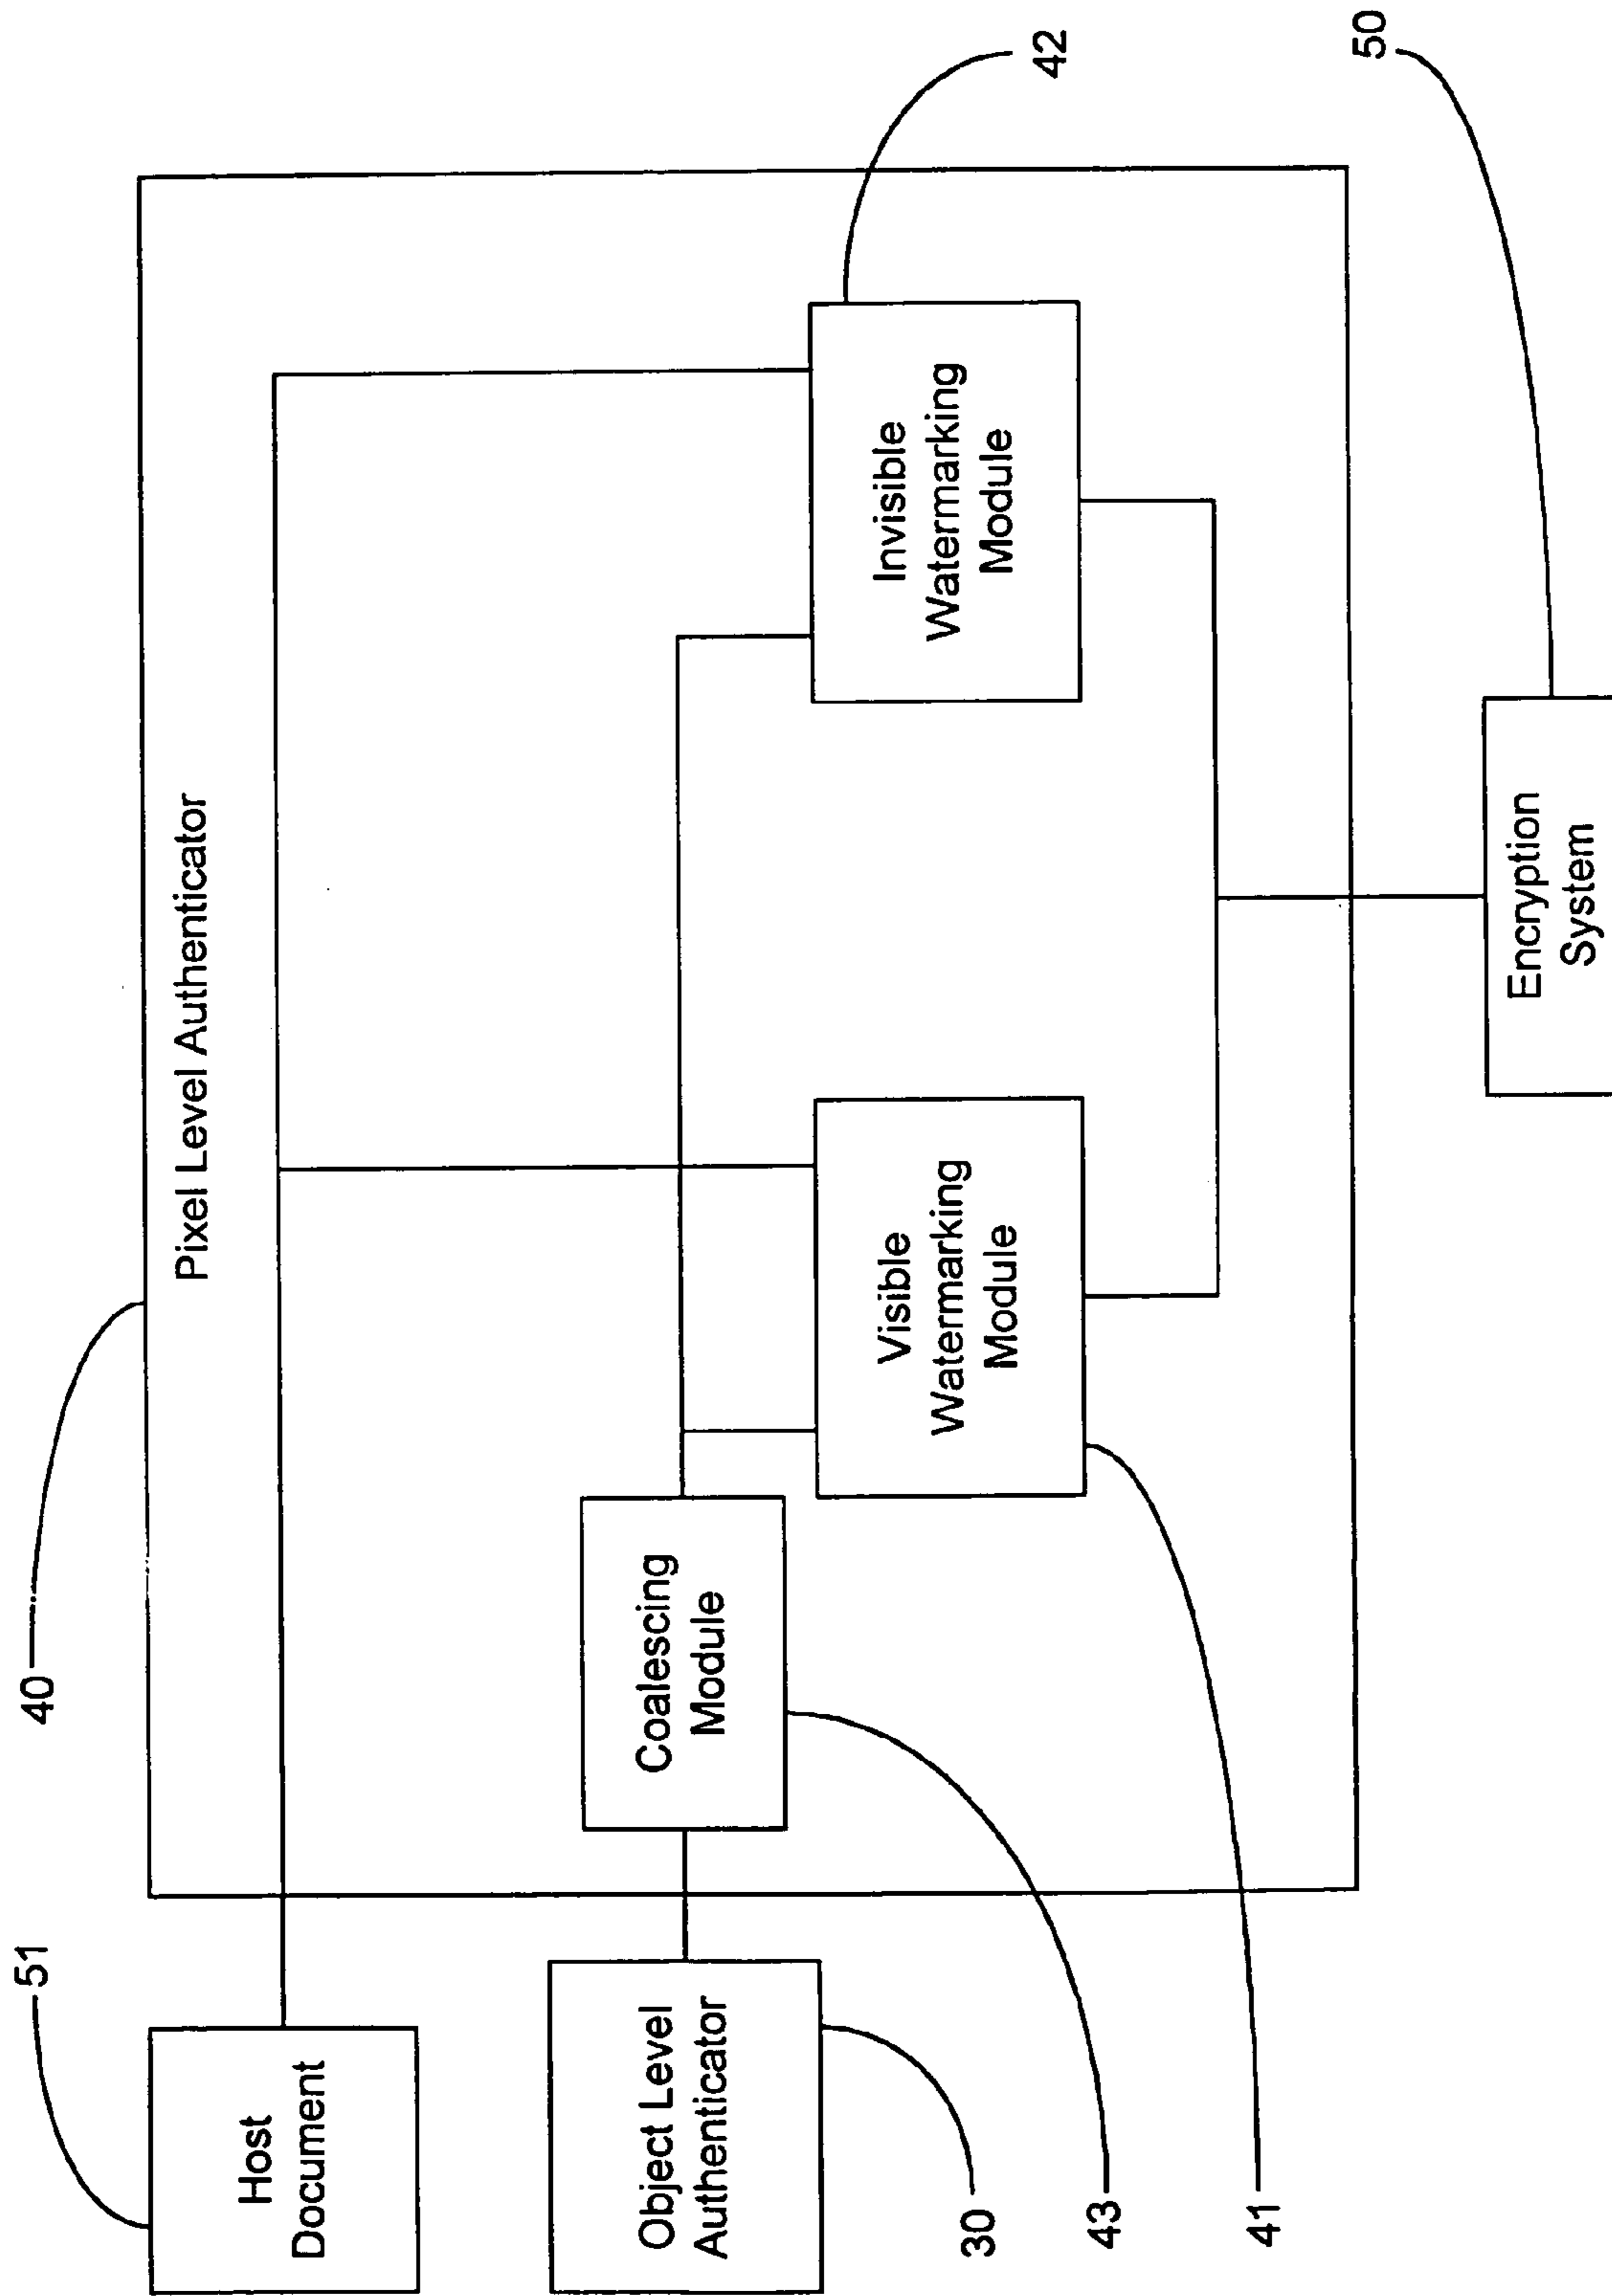 40
51
Pixel Level Authenticator
Host
Document
Object Level
Authenticator
Coalescing
Module
Visible
Watermarking
Module
Invisible
Watermarking
Module
Encryption
System
30
43
41
42
50